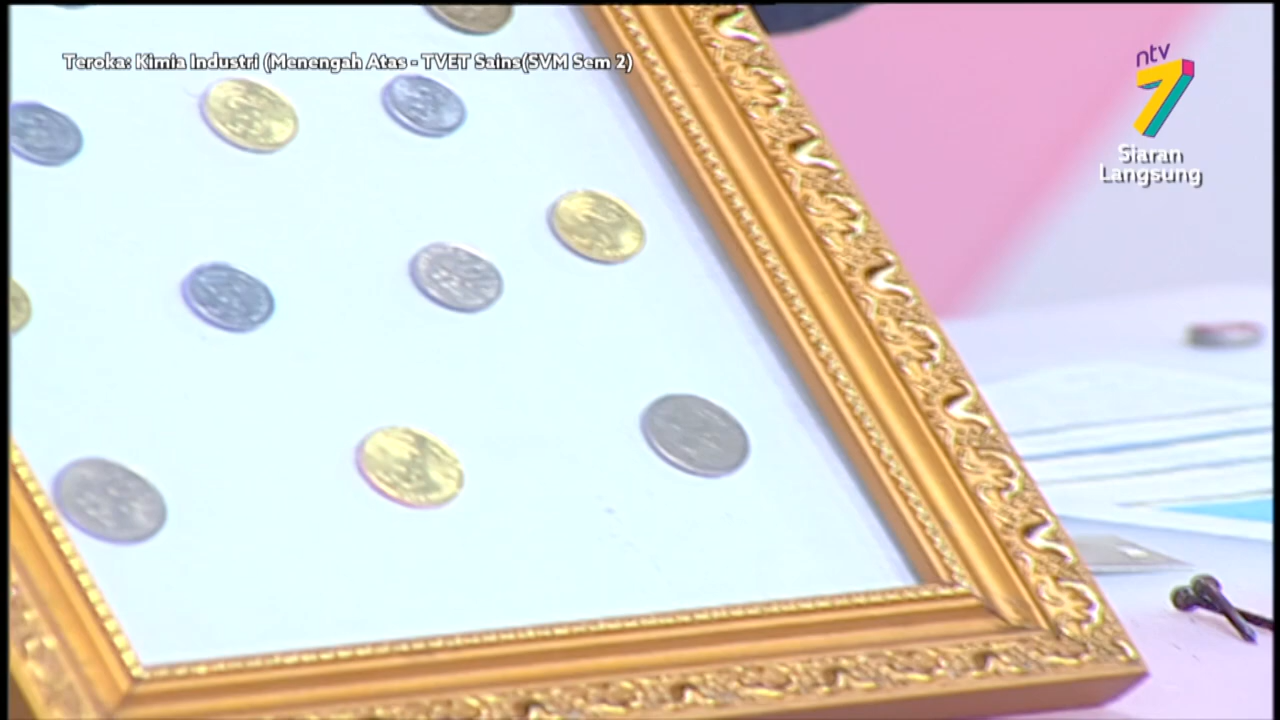 Teroka: Kimia Industri (Menengah Atas - TVET Sains(SVM Sem 2)
ntv
7
Siaran
Langsung